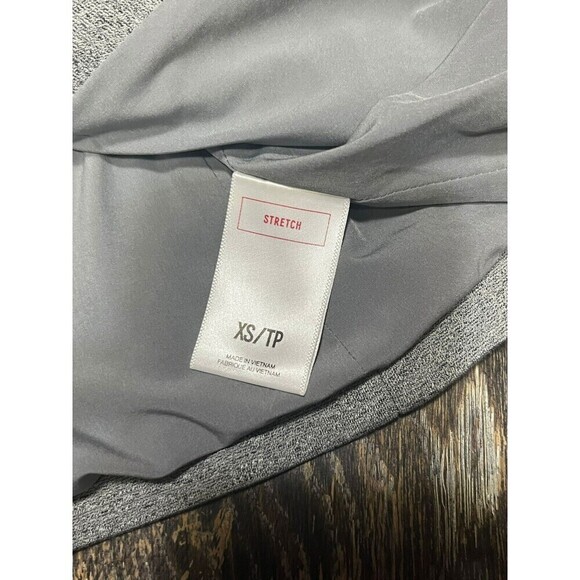 STRETCH
XS/TP
MADE IN VIETNAM
FABRIQUÉ AU VIETNAM